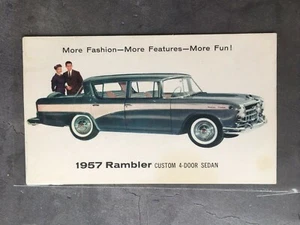 More Fashion—More Features—More Fun!
1957 Rambler CUSTOM 4-DOOR SEDAN